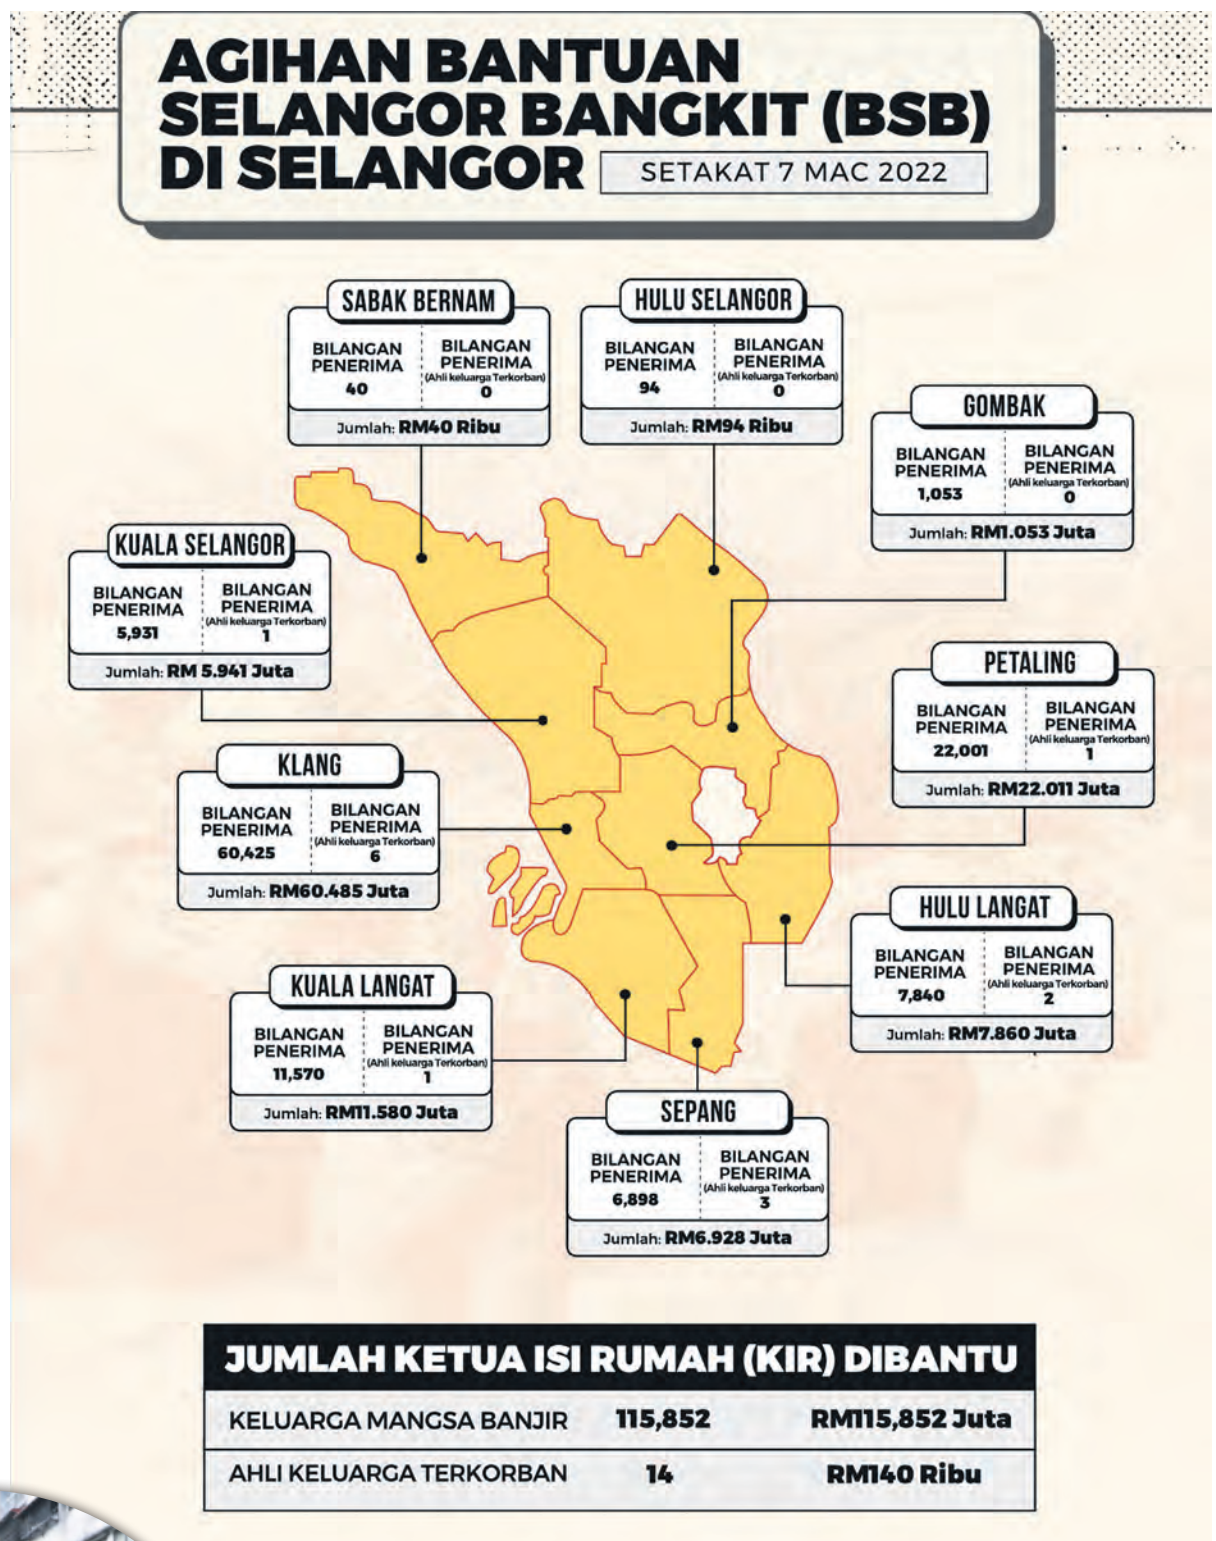 AGIHAN BANTUAN
SELANGOR BANGKIT (BSB)
DI SELANGOR
SETAKAT 7 MAC 2022
SABAK BERNAM
BILANGAN
PENERIMA
40
BILANGAN
PENERIMA
(Ahli keluarga Terkorban)
0
Jumlah: RM40 Ribu
HULU SELANGOR
BILANGAN
PENERIMA
94
BILANGAN
PENERIMA
(Ahli keluarga Terkorban)
0
Jumlah: RM94 Ribu
GOMBAK
BILANGAN
PENERIMA
1,053
BILANGAN
PENERIMA
(Ahli keluarga Terkorban)
0
Jumlah: RM1.053 Juta
KUALA SELANGOR
BILANGAN
PENERIMA
5,931
BILANGAN
PENERIMA
(Ahli keluarga Terkorban)
1
Jumlah: RM 5.941 Juta
PETALING
BILANGAN
PENERIMA
22,001
BILANGAN
PENERIMA
(Ahli keluarga Terkorban)
1
Jumlah: RM22.011 Juta
KLANG
BILANGAN
PENERIMA
60,425
BILANGAN
PENERIMA
(Ahli keluarga Terkorban)
6
Jumlah: RM60.485 Juta
HULU LANGAT
BILANGAN
PENERIMA
7,840
BILANGAN
PENERIMA
(Ahli keluarga Terkorban)
2
Jumlah: RM7.860 Juta
KUALA LANGAT
BILANGAN
PENERIMA
11,570
BILANGAN
PENERIMA
(Ahli keluarga Terkorban)
1
Jumlah: RM11.580 Juta
SEPANG
BILANGAN
PENERIMA
6,898
BILANGAN
PENERIMA
(Ahli keluarga Terkorban)
3
Jumlah: RM6.928 Juta
JUMLAH KETUA ISI RUMAH (KIR) DIBANTU
KELUARGA MANGSA BANJIR 115,852 RM115,852 Juta
AHLI KELUARGA TERKORBAN 14 RM140 Ribu